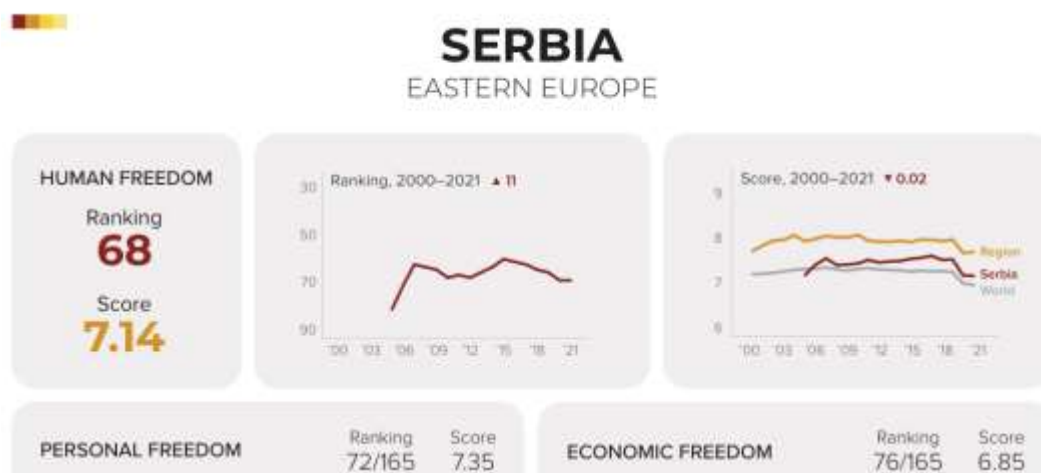 SERBIA
EASTERN EUROPE
HUMAN FREEDOM
Ranking
68
Score
7.14
Ranking, 2000–2021 ▲ 11
30
50
70
90
'00 '03 '06 '09 '12 '15 '18 '21
Score, 2000–2021 ▼ 0.02
9
8
7
6
Region
Serbia
World
'00 '03 '06 '09 '12 '15 '18 '21
PERSONAL FREEDOM
Ranking Score
72/165 7.35
ECONOMIC FREEDOM
Ranking Score
76/165 6.85